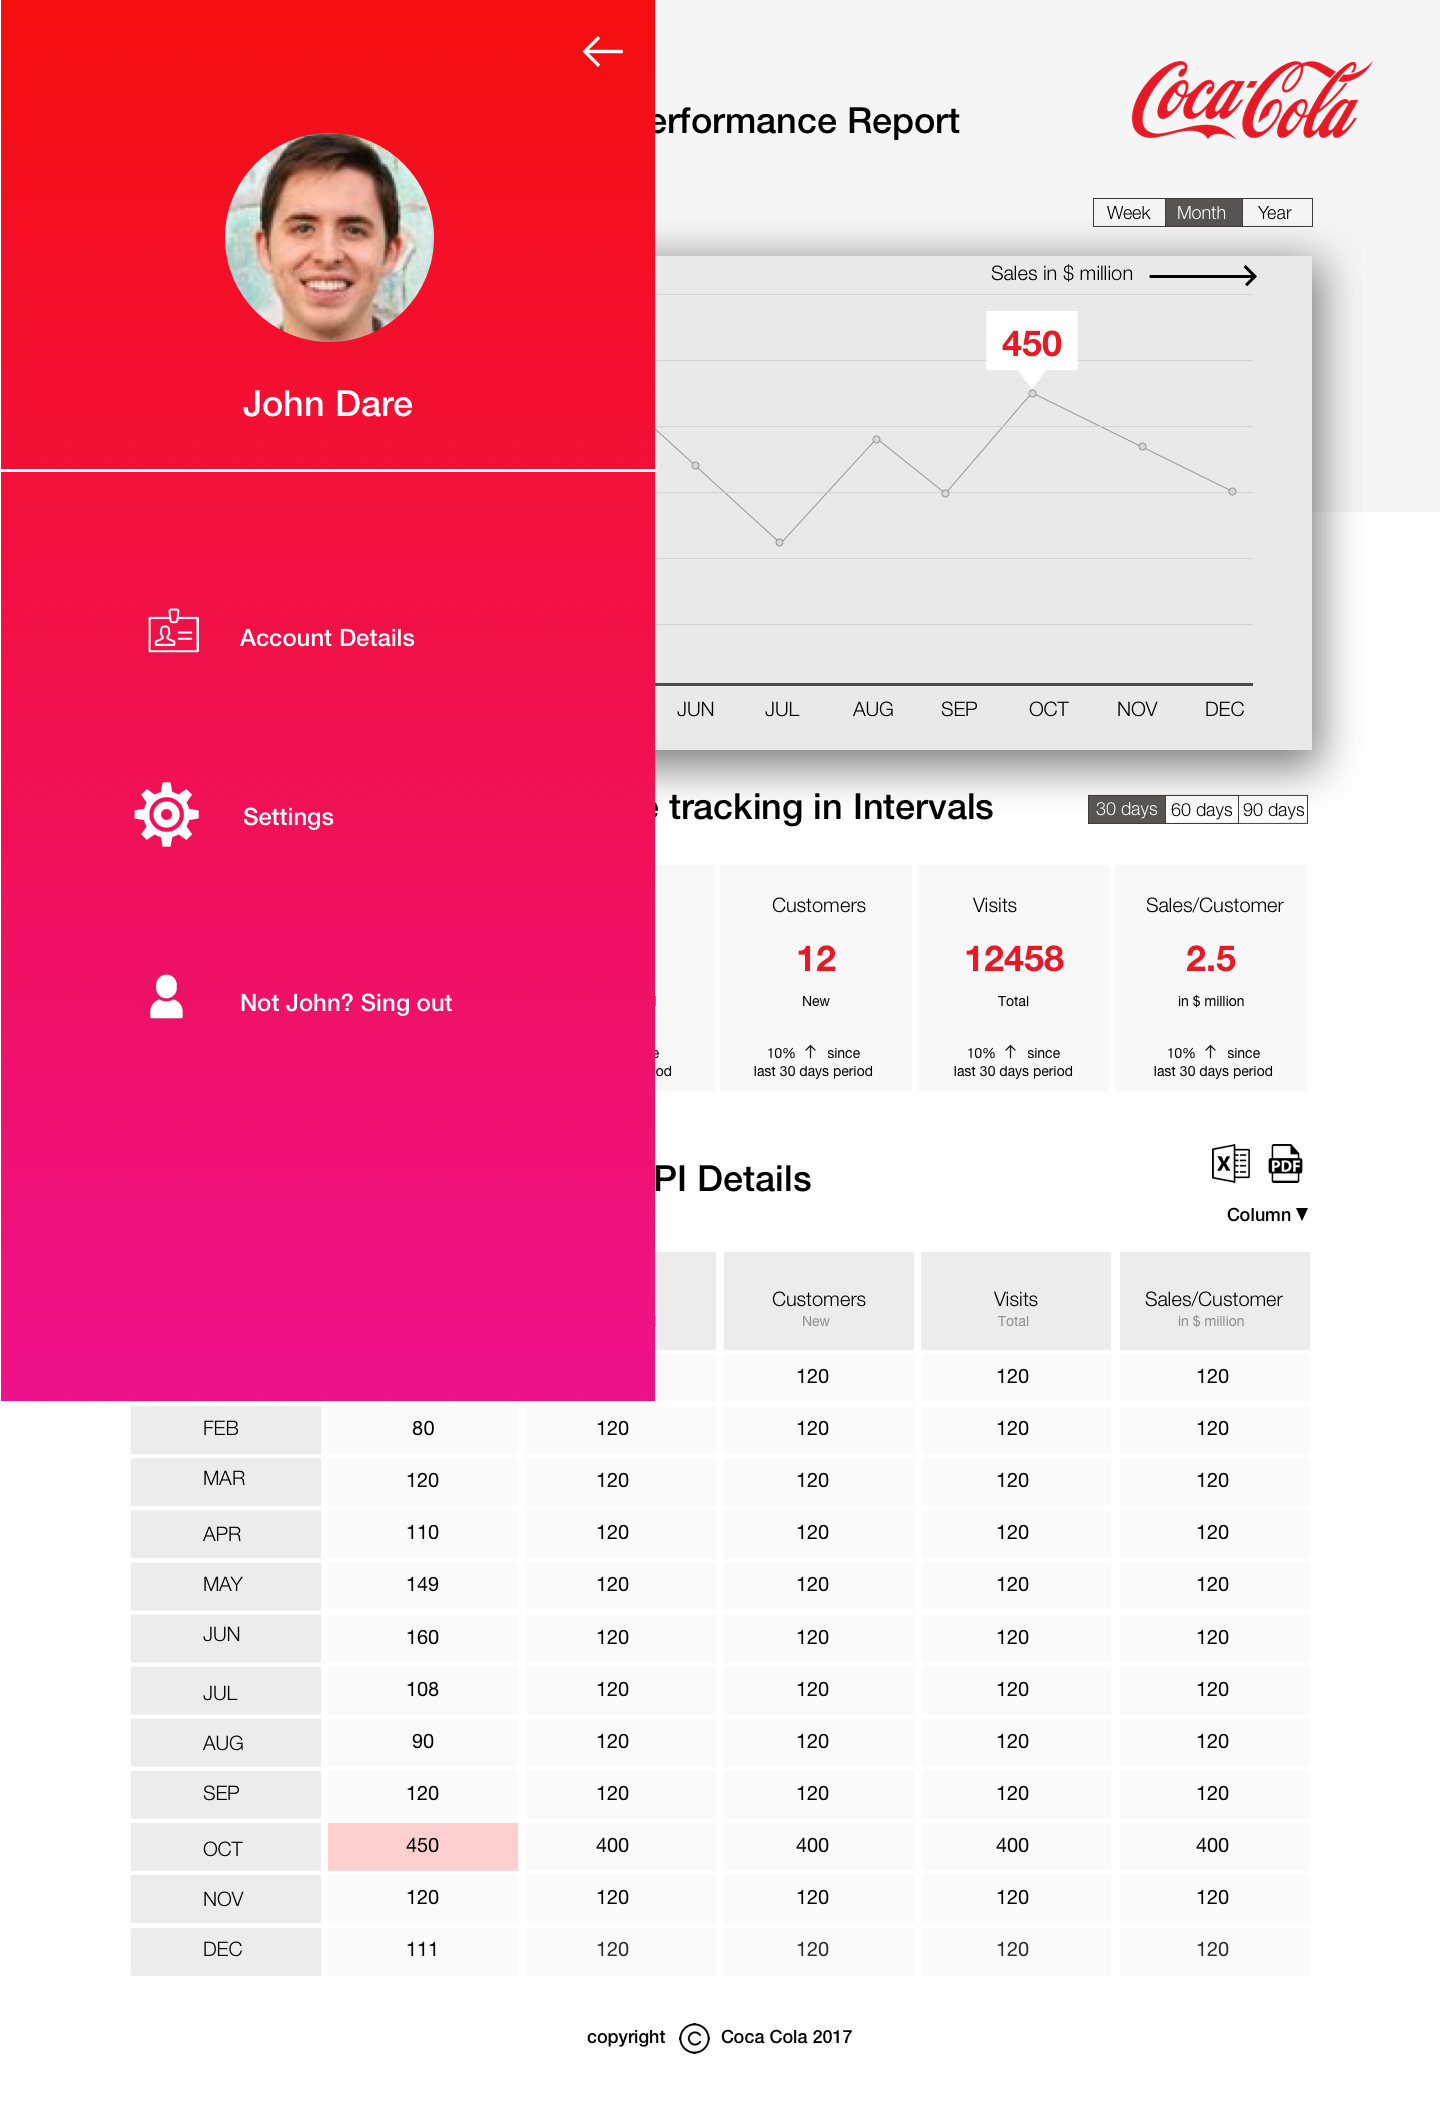 John Dare
Account Details
Settings
Not John? Sing out
erformance Report
Coca-Cola
Week Month Year
Sales in $ million
450
JUN JUL AUG SEP OCT NOV DEC
e tracking in Intervals
30 days 60 days 90 days
Customers Visits Sales/Customer
12 12458 2.5
New Total in $ million
10% ↑ since 10% ↑ since 10% ↑ since
od last 30 days period last 30 days period last 30 days period
PI Details
X PDF
Column ▼
Customers Visits Sales/Customer
New Total in $ million
120 120 120
FEB 80 120 120 120 120
MAR 120 120 120 120 120
APR 110 120 120 120 120
MAY 149 120 120 120 120
JUN 160 120 120 120 120
JUL 108 120 120 120 120
AUG 90 120 120 120 120
SEP 120 120 120 120 120
OCT 450 400 400 400 400
NOV 120 120 120 120 120
DEC 111 120 120 120 120
copyright © Coca Cola 2017